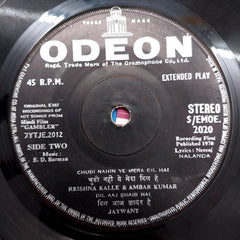 TRADE MARK
ODEON
Regd. Trade Mark of The Gramophone Co. Ltd.
45 R.P.M.
EXTENDED PLAY
ORIGINAL EMI
RECORDINGS OF
HIT SONGS FROM
Hindi Film
"GAMBLER"
7YTJE.2012
SIDE TWO
Music :
S. D. Burman
STEREO
S/EMOE.
2020
Recording First
Published 1970
Lyrics : Neeraj
NALANDA
CHUDI NAHIN YE MERA DIL HAI
चूड़ी नहीं ये मेरा दिल है
KRISHNA KALLE & AMBAR KUMAR
DIL AAJ SHAIR HAI
दिल आज शायर है
JAYWANT